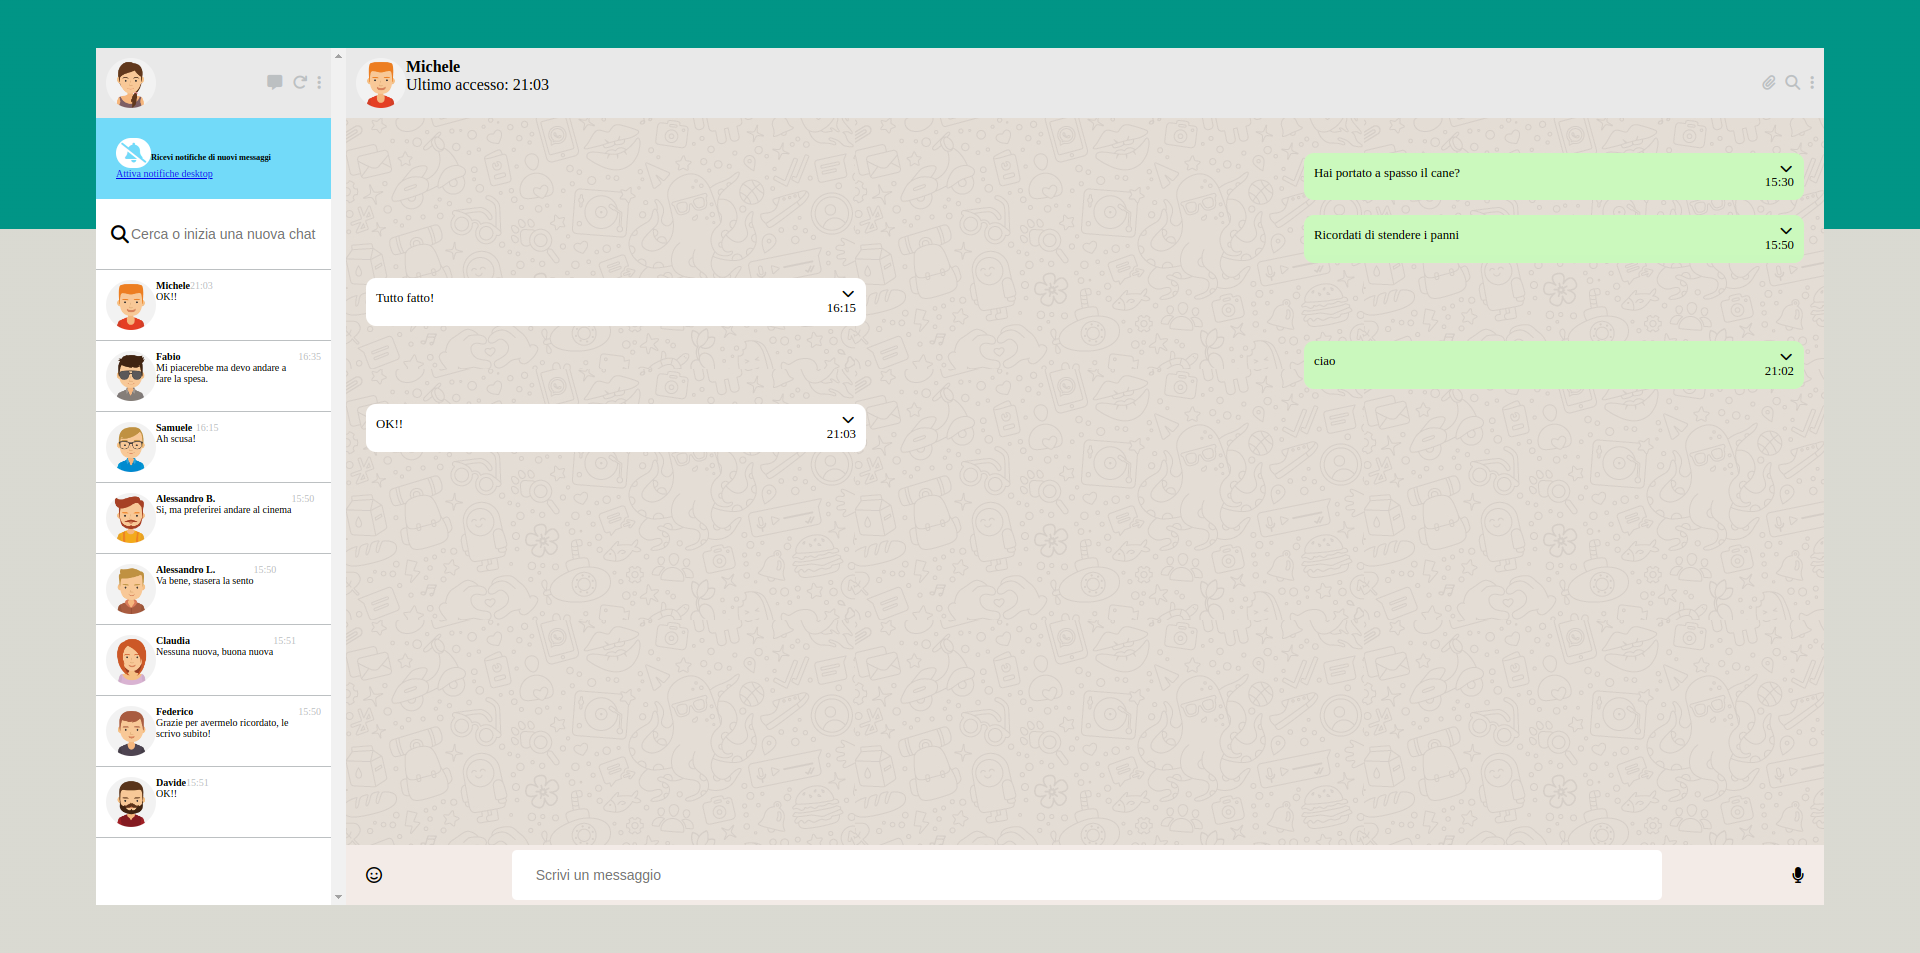 Ricevi notifiche di nuovi messaggi
Attiva notifiche desktop
Cerca o inizia una nuova chat
Michele21:03
OK!!
Fabio 16:35
Mi piacerebbe ma devo andare a
fare la spesa.
Samuele 16:15
Ah scusa!
Alessandro B. 15:50
Si, ma preferirei andare al cinema
Alessandro L. 15:50
Va bene, stasera la sento
Claudia 15:51
Nessuna nuova, buona nuova
Federico 15:50
Grazie per avermelo ricordato, le
scrivo subito!
Davide15:51
OK!!
Michele
Ultimo accesso: 21:03
Hai portato a spasso il cane?
15:30
Ricordati di stendere i panni
15:50
Tutto fatto!
16:15
ciao
21:02
OK!!
21:03
Scrivi un messaggio